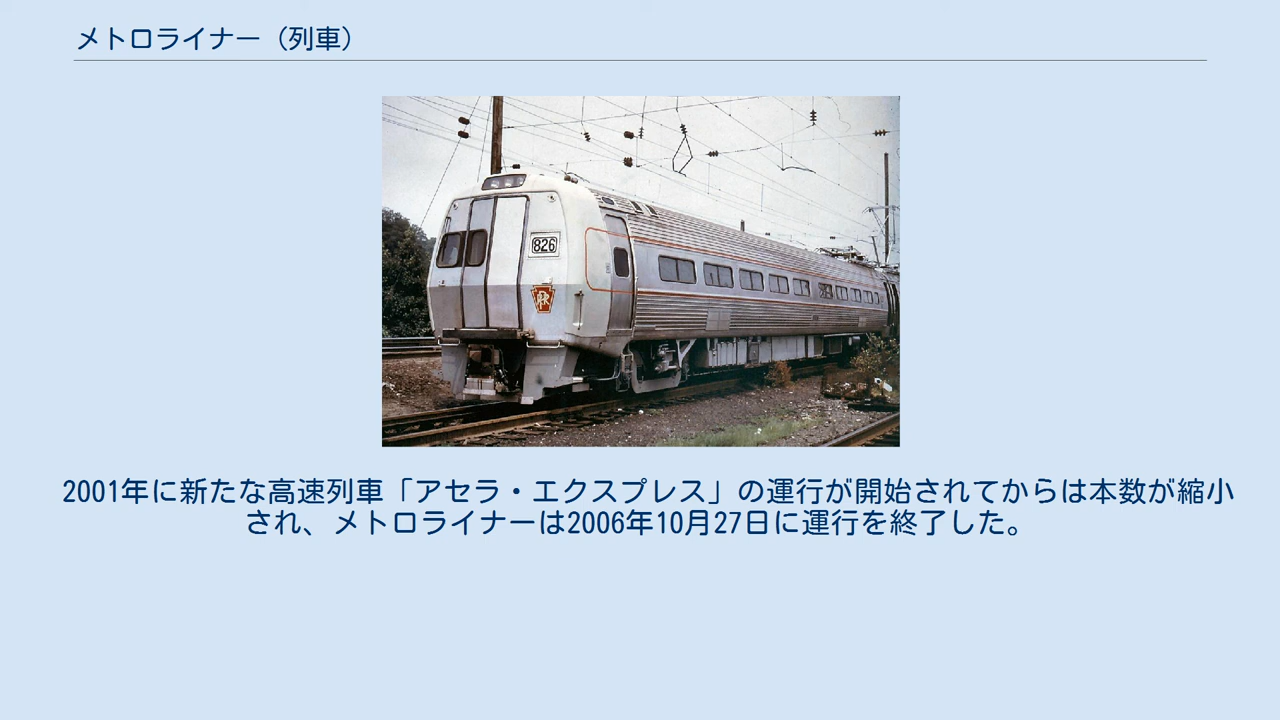 メトロライナー（列車）
826
PRR
2001年に新たな高速列車「アセラ・エクスプレス」の運行が開始されてからは本数が縮小
され、メトロライナーは2006年10月27日に運行を終了した。